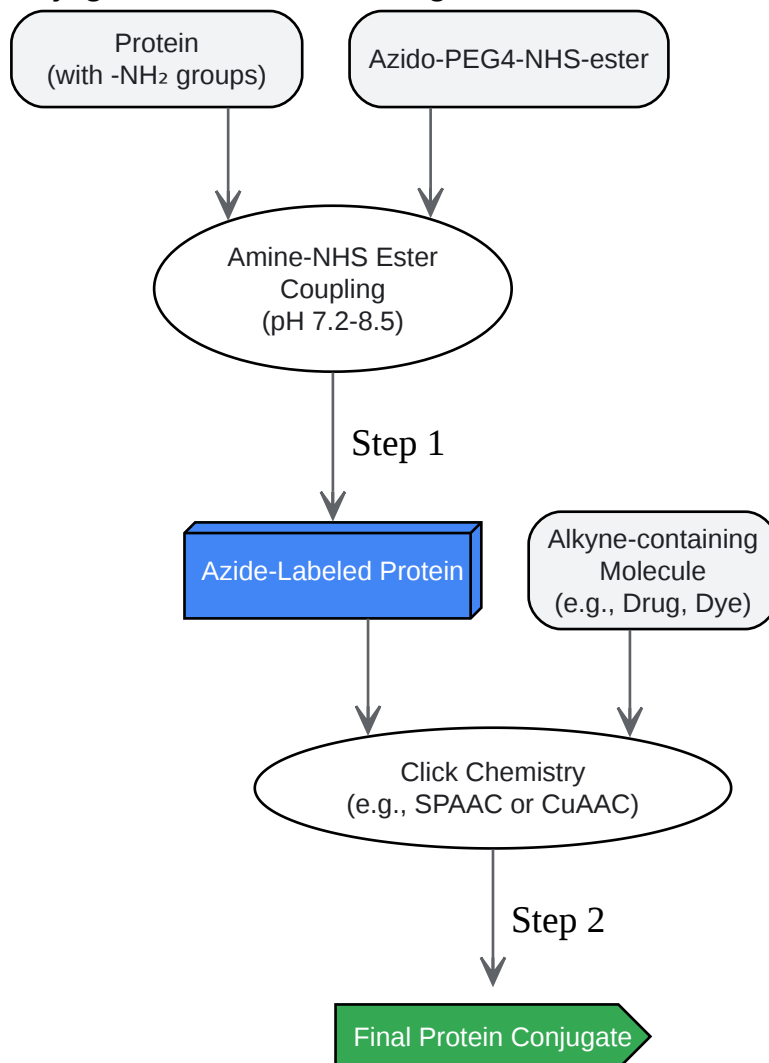 Protein
(with -NH₂ groups)
Azido-PEG4-NHS-ester
Amine-NHS Ester
Coupling
(pH 7.2-8.5)
Step 1
Azide-Labeled Protein
Alkyne-containing
Molecule
(e.g., Drug, Dye)
Click Chemistry
(e.g., SPAAC or CuAAC)
Step 2
Final Protein Conjugate